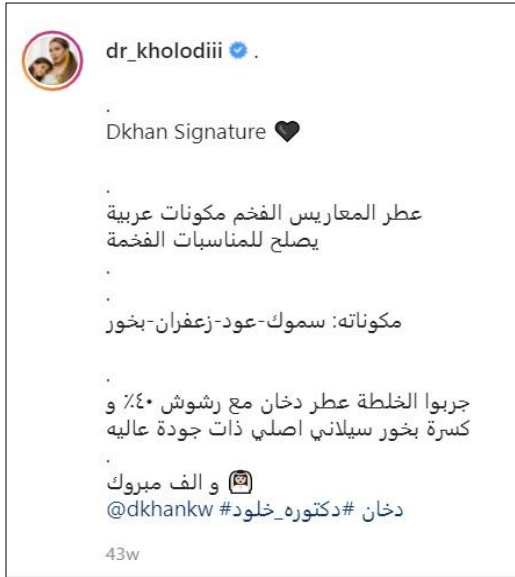 dr_kholodiii .
.
Dkhan Signature 🖤
.
عطر المعاريس الفخم مكونات عربية
يصلح للمناسبات الفخمة
.
.
مكوناته: سموك-عود-زعفران-بخور
.
جربوا الخلطة عطر دخان مع رشوش ٤٠٪ و
كسرة بخور سيلاني اصلي ذات جودة عاليه
.
و الف مبروك 👰🏻
@dkhankw #دكتوره_خلود #دخان
43w